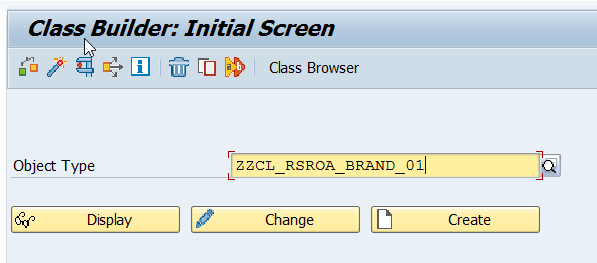 Class Builder: Initial Screen
Class Browser
Object Type ZZCL_RSROA_BRAND_01
Display Change Create